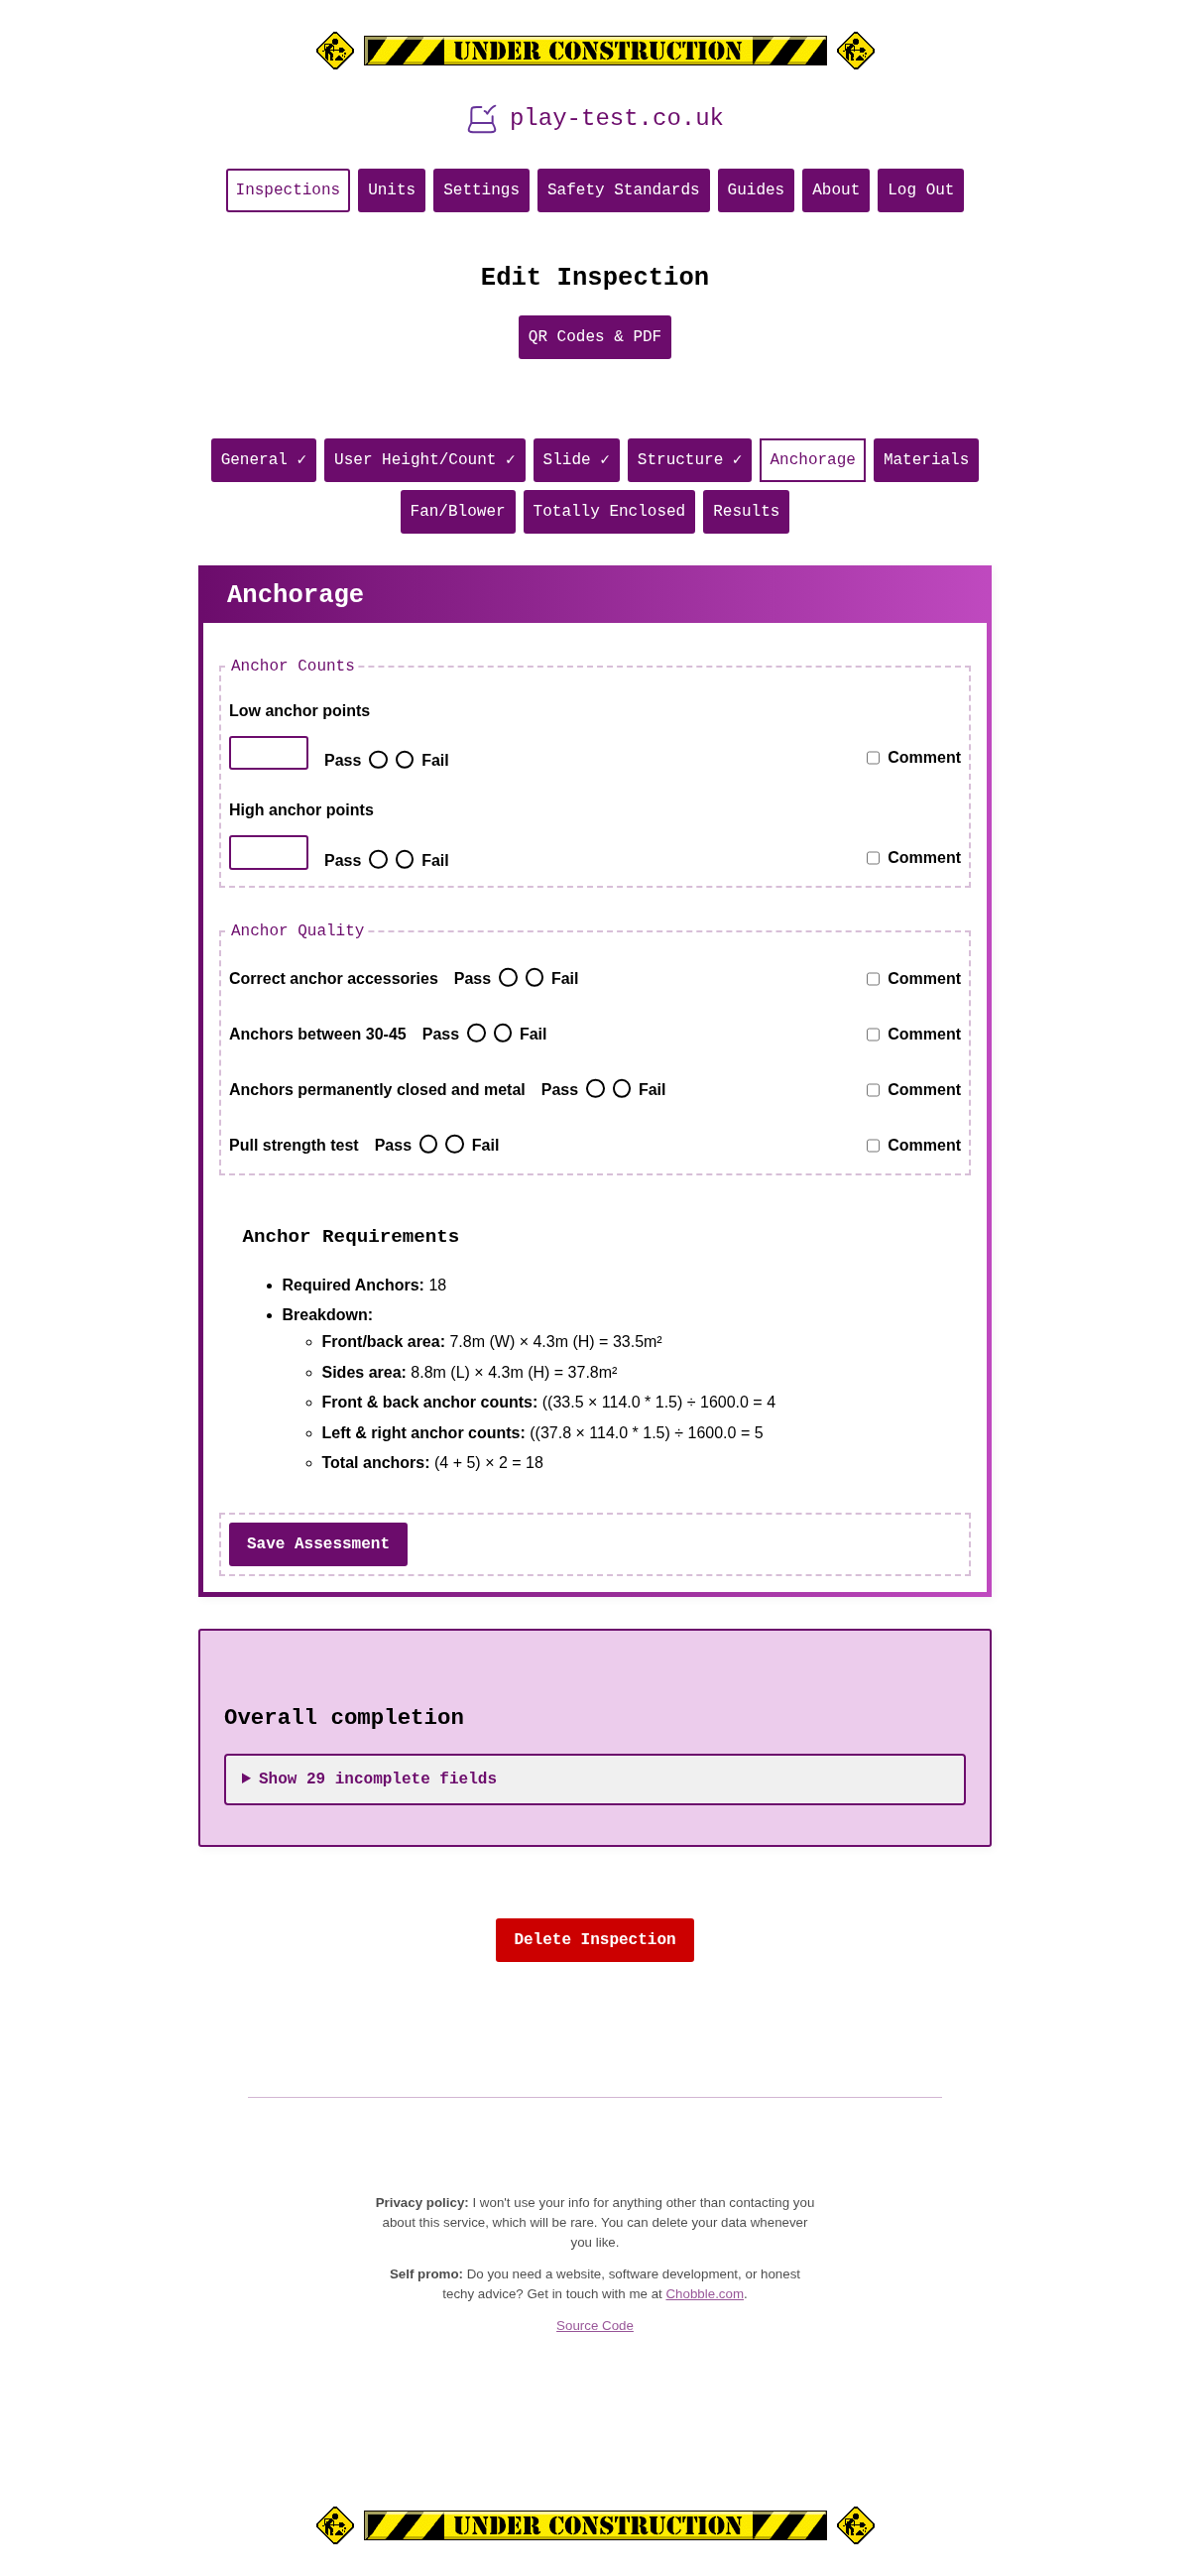 UNDER CONSTRUCTION
play-test.co.uk
Inspections Units Settings Safety Standards Guides About Log Out
Edit Inspection
QR Codes & PDF
General ✓ User Height/Count ✓ Slide ✓ Structure ✓ Anchorage Materials
Fan/Blower Totally Enclosed Results
Anchorage
Anchor Counts
Low anchor points
Pass Fail Comment
High anchor points
Pass Fail Comment
Anchor Quality
Correct anchor accessories Pass Fail Comment
Anchors between 30-45 Pass Fail Comment
Anchors permanently closed and metal Pass Fail Comment
Pull strength test Pass Fail Comment
Anchor Requirements
• Required Anchors: 18
• Breakdown:
◦ Front/back area: 7.8m (W) × 4.3m (H) = 33.5m²
◦ Sides area: 8.8m (L) × 4.3m (H) = 37.8m²
◦ Front & back anchor counts: ((33.5 × 114.0 * 1.5) ÷ 1600.0 = 4
◦ Left & right anchor counts: ((37.8 × 114.0 * 1.5) ÷ 1600.0 = 5
◦ Total anchors: (4 + 5) × 2 = 18
Save Assessment
Overall completion
▶ Show 29 incomplete fields
Delete Inspection
Privacy policy: I won't use your info for anything other than contacting you
about this service, which will be rare. You can delete your data whenever
you like.
Self promo: Do you need a website, software development, or honest
techy advice? Get in touch with me at Chobble.com.
Source Code
UNDER CONSTRUCTION